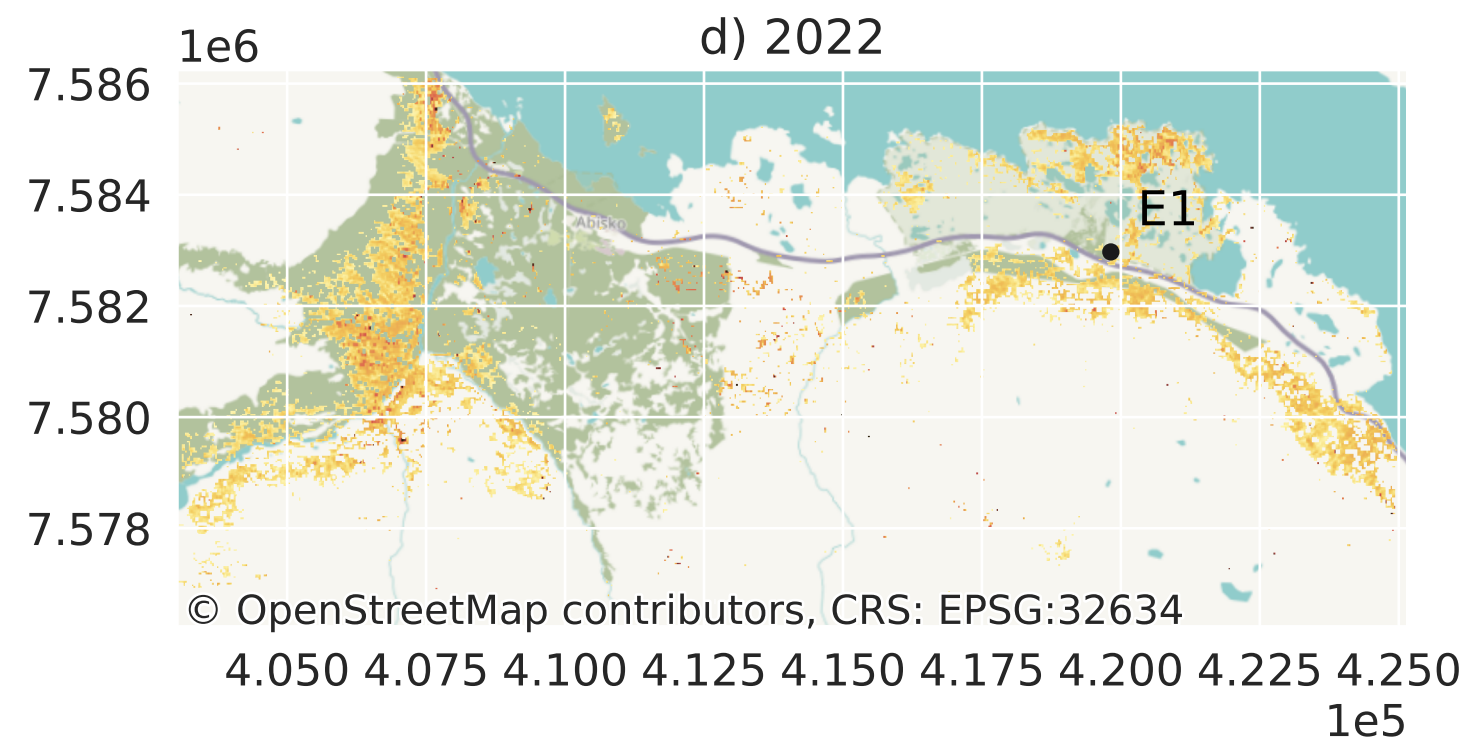 d) 2022
1e6
7.586
7.584
7.582
7.580
7.578
Abisko
E1
© OpenStreetMap contributors, CRS: EPSG:32634
4.050 4.075 4.100 4.125 4.150 4.175 4.200 4.225 4.250
1e5